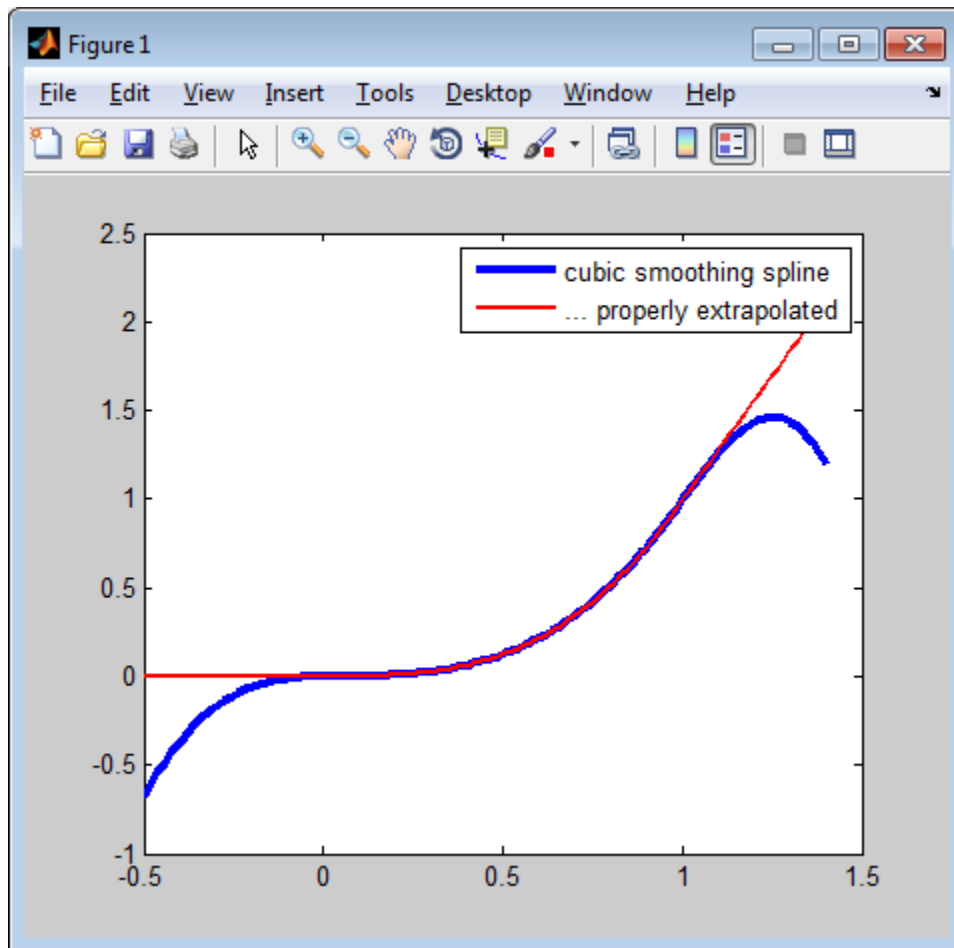 Figure 1
File Edit View Insert Tools Desktop Window Help
2.5
2
1.5
1
0.5
0
-0.5
-1
-0.5 0 0.5 1 1.5
cubic smoothing spline
... properly extrapolated